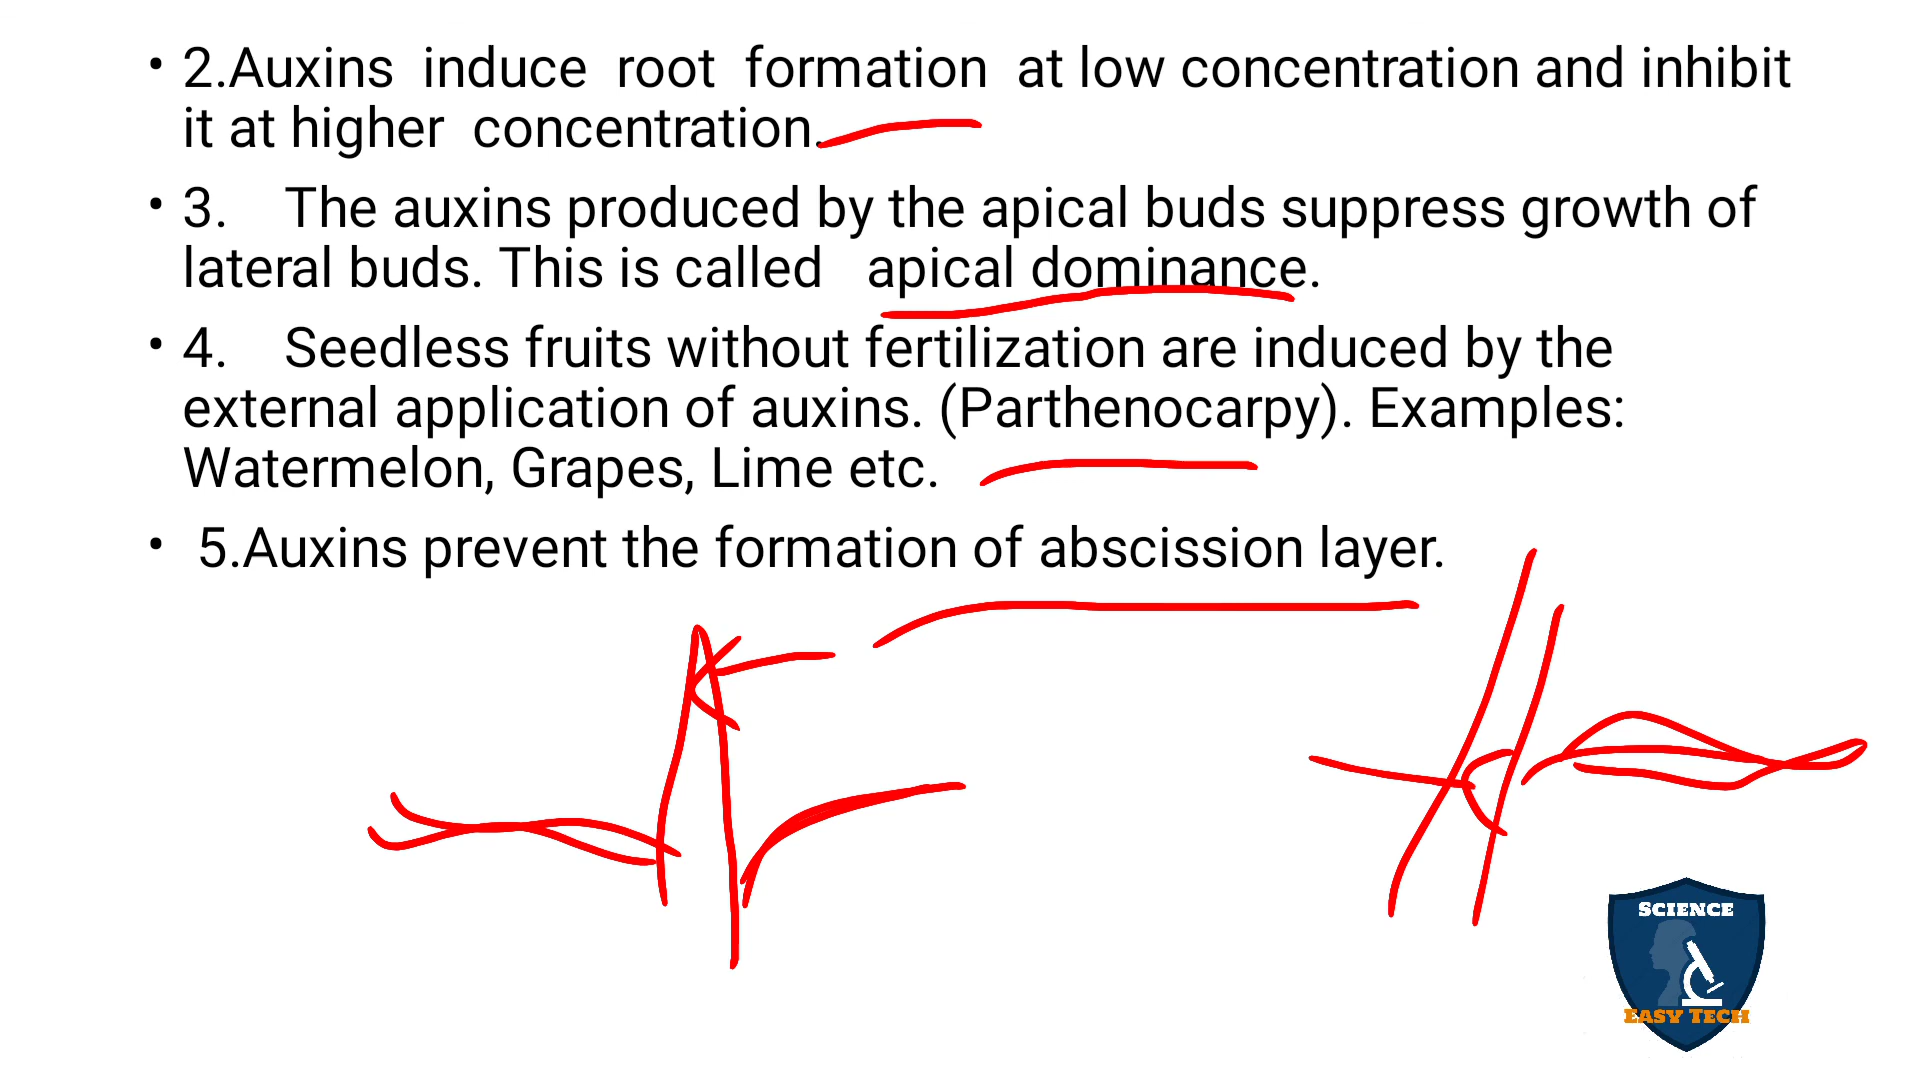 • 2.Auxins induce root formation at low concentration and inhibit
it at higher concentration.
• 3. The auxins produced by the apical buds suppress growth of
lateral buds. This is called apical dominance.
• 4. Seedless fruits without fertilization are induced by the
external application of auxins. (Parthenocarpy). Examples:
Watermelon, Grapes, Lime etc.
• 5.Auxins prevent the formation of abscission layer.
SCIENCE
EASY TECH